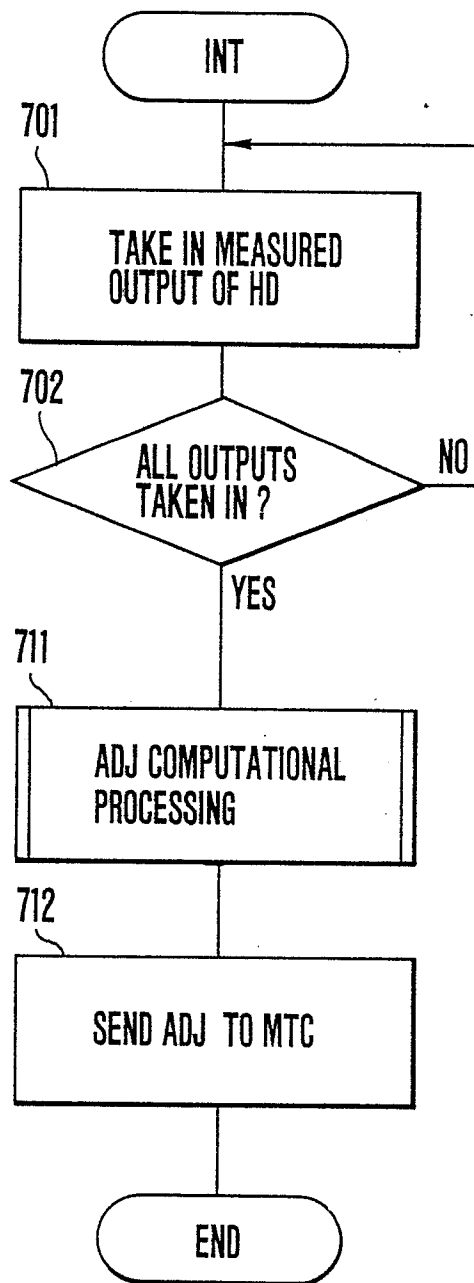 INT
701
TAKE IN MEASURED
OUTPUT OF HD
702
ALL OUTPUTS
TAKEN IN ?
NO
YES
711
ADJ COMPUTATIONAL
PROCESSING
712
SEND ADJ TO MTC
END